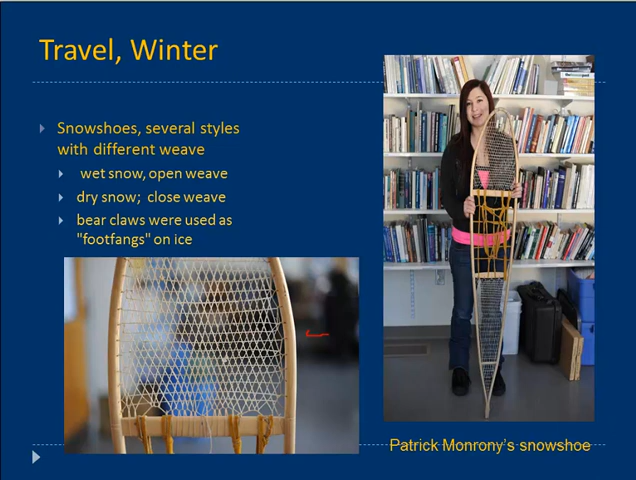 Travel, Winter
Snowshoes, several styles
with different weave
wet snow, open weave
dry snow; close weave
bear claws were used as
"footfangs" on ice
Patrick Monrony's snowshoe